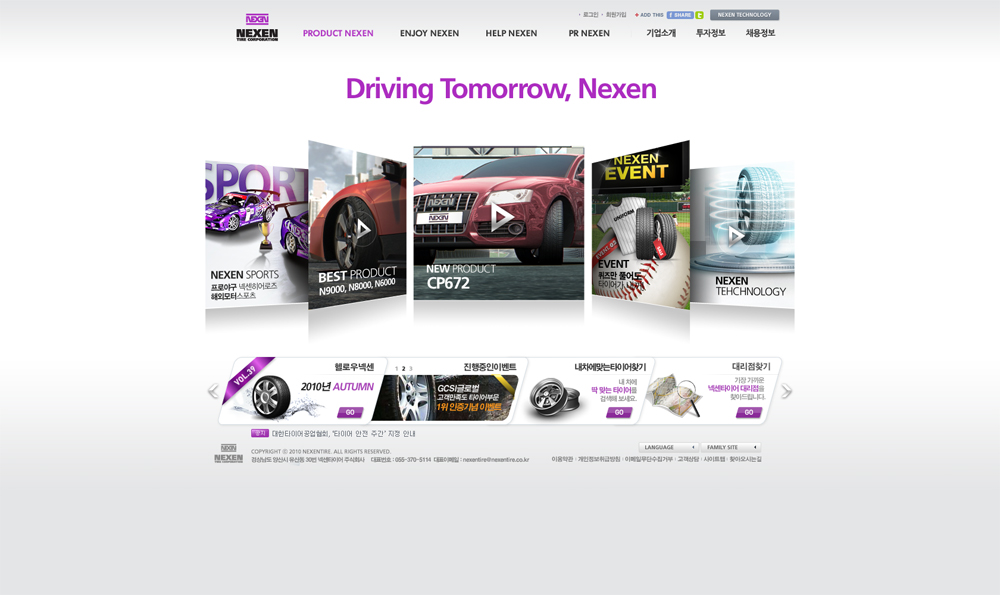 로그인 · 회원가입 ADD THIS SHARE t NEXEN TECHNOLOGY
NEXEN
NEXEN
TIRE CORPORATION
PRODUCT NEXEN ENJOY NEXEN HELP NEXEN PR NEXEN 기업소개 투자정보 채용정보
Driving Tomorrow, Nexen
SPORT
NEXEN SPORTS
프로야구 넥센히어로즈
해외모터스포츠
BEST PRODUCT
N9000, N8000, N6000
NEXEN
NEXEN
NEW PRODUCT
CP672
NEXEN
EVENT
UNIFORM
EVENT
퀴즈만 풀어도
타이어가
NEXEN
TEHCHNOLOGY
VOL.39
헬로우넥센
2010년 AUTUMN
GO
1 2 3
진행중인이벤트
GCSI글로벌
고객만족도 타이어부문
1위 인증기념 이벤트
내차에맞는타이어찾기
내 차에
딱 맞는 타이어를
검색해 보세요.
GO
대리점찾기
가장 가까운
넥센타이어 대리점을
찾아드립니다.
GO
공지 대한타이어공업협회, "타이어 안전 주간" 지정 안내
NEXEN
NEXEN
TIRE CORPORATION
COPYRIGHT © 2010 NEXENTIRE. ALL RIGHTS RESERVED.
경상남도 양산시 유산동 30번 넥센타이어 주식회사 대표번호 : 055-370-5114 대표이메일 : nexentire@nexentire.co.kr
LANGUAGE FAMILY SITE
이용약관 · 개인정보취급방침 · 이메일무단수집거부 · 고객상담 · 사이트맵 · 찾아오시는길